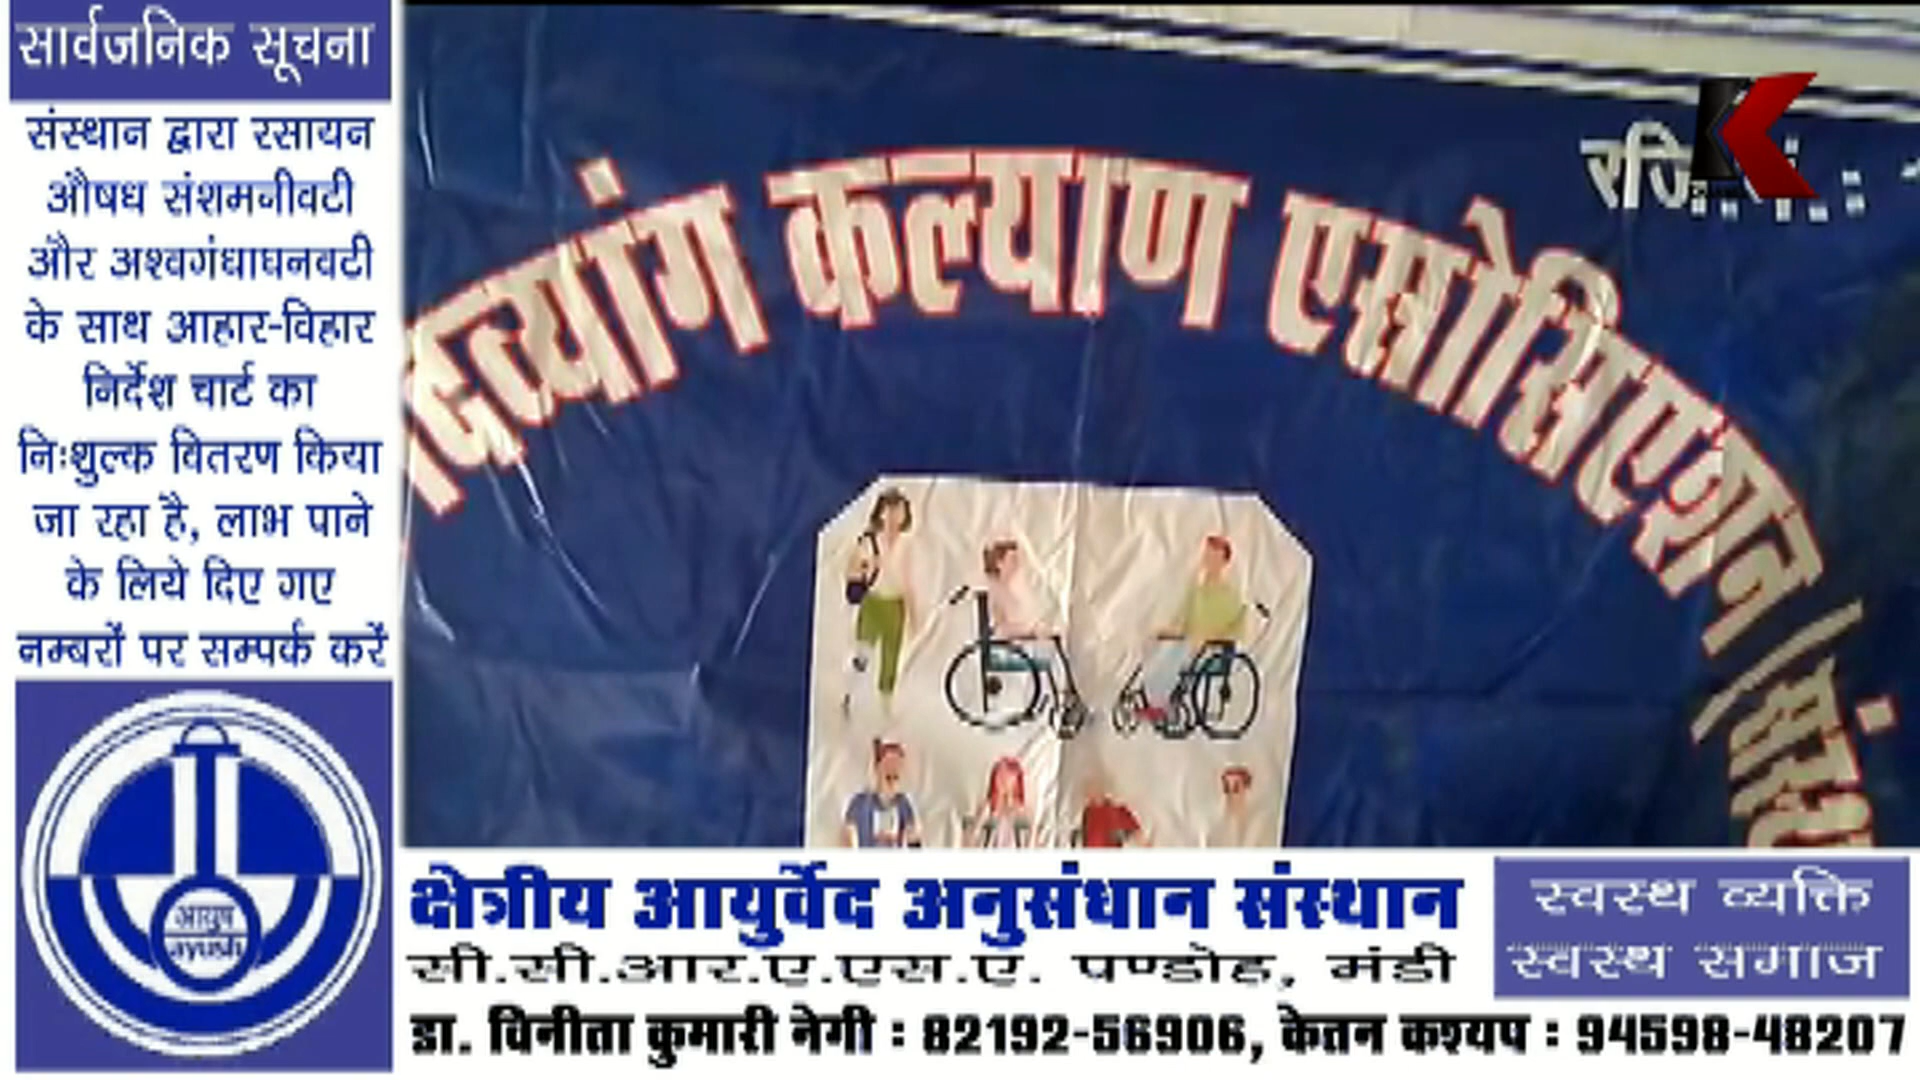 सार्वजनिक सूचना
संस्थान द्वारा रसायन
औषध संशमनीवटी
और अश्वगंधाघनवटी
के साथ आहार-विहार
निर्देश चार्ट का
निःशुल्क वितरण किया
जा रहा है, लाभ पाने
के लिये दिए गए
नम्बरों पर सम्पर्क करें
आयुष
ayush
दिव्यांग कल्याण एसोसिएशन /
K
क्षेत्रीय आयुर्वेद अनुसंधान संस्थान
सी.सी.आर.ए.एस.ए. पण्डोह, मंडी
डा. विनीता कुमारी नेगी : 82192-56906, केतन कश्यप : 94598-48207
स्वस्थ व्यक्ति
स्वस्थ समाज